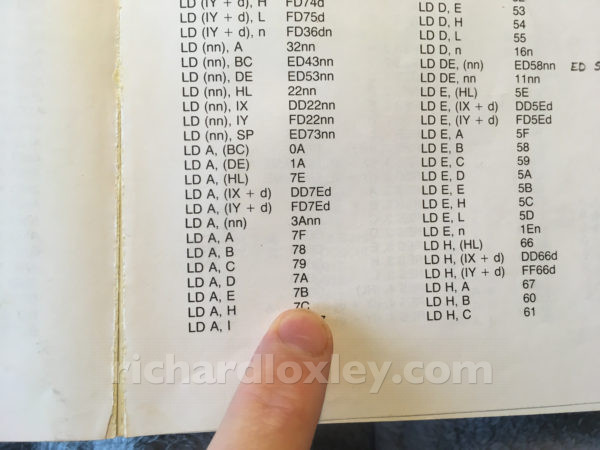 LD (IY + d), H FD74d
LD (IY + d), L FD75d
LD (IY + d), n FD36dn
LD (nn), A 32nn
LD (nn), BC ED43nn
LD (nn), DE ED53nn
LD (nn), HL 22nn
LD (nn), IX DD22nn
LD (nn), IY FD22nn
LD (nn), SP ED73nn
LD A, (BC) 0A
LD A, (DE) 1A
LD A, (HL) 7E
LD A, (IX + d) DD7Ed
LD A, (IY + d) FD7Ed
LD A, (nn) 3Ann
LD A, A 7F
LD A, B 78
LD A, C 79
LD A, D 7A
LD A, E 7B
LD A, H 7C
LD A, I
LD D, E 53
LD D, H 54
LD D, L 55
LD D, n 16n
LD DE, (nn) ED58nn ED
LD DE, nn 11nn
LD E, (HL) 5E
LD E, (IX + d) DD5Ed
LD E, (IY + d) FD5Ed
LD E, A 5F
LD E, B 58
LD E, C 59
LD E, D 5A
LD E, E 5B
LD E, H 5C
LD E, L 5D
LD E, n 1En
LD H, (HL) 66
LD H, (IX + d) DD66d
LD H, (IY + d) FF66d
LD H, A 67
LD H, B 60
LD H, C 61
richardloxley.com